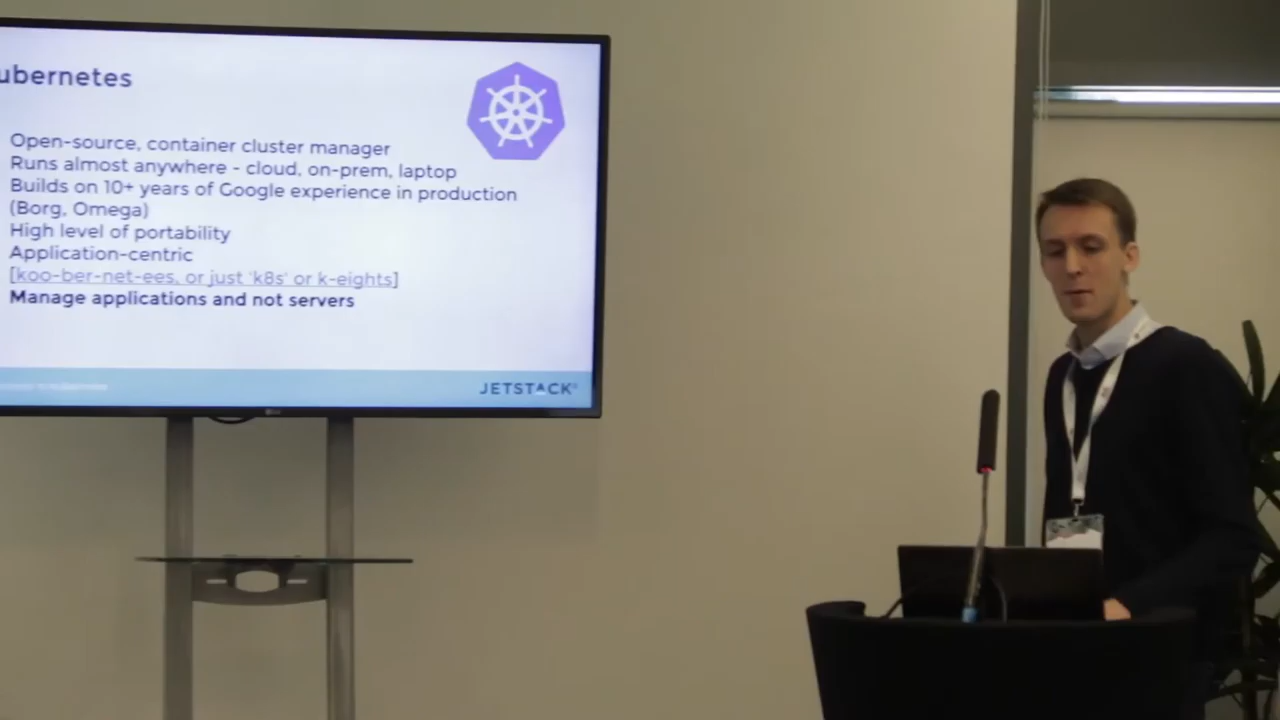 ubernetes
Open-source, container cluster manager
Runs almost anywhere - cloud, on-prem, laptop
Builds on 10+ years of Google experience in production
(Borg, Omega)
High level of portability
Application-centric
[koo-ber-net-ees, or just 'k8s' or k-eights]
Manage applications and not servers
JETSTACK